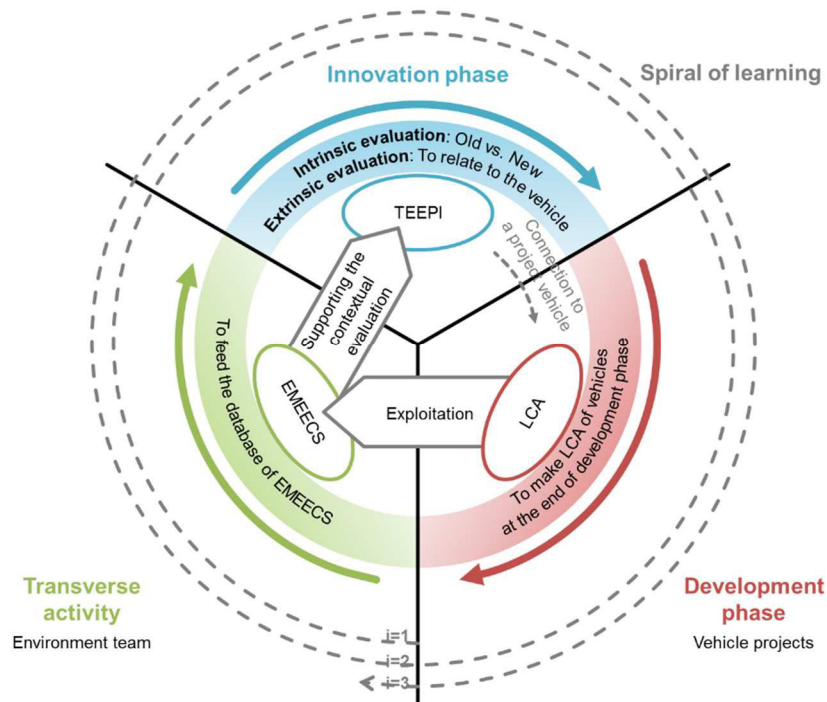 Innovation phase
Spiral of learning
Intrinsic evaluation: Old vs. New
Extrinsic evaluation: To relate to the vehicle
TEEPI
Connection to
a project vehicle
Supporting the
contextual
evaluation
To feed the database of EMEECS
EMEECS
Exploitation
LCA
To make LCA of vehicles
at the end of development phase
Transverse
activity
Environment team
Development
phase
Vehicle projects
i=1
i=2
i=3